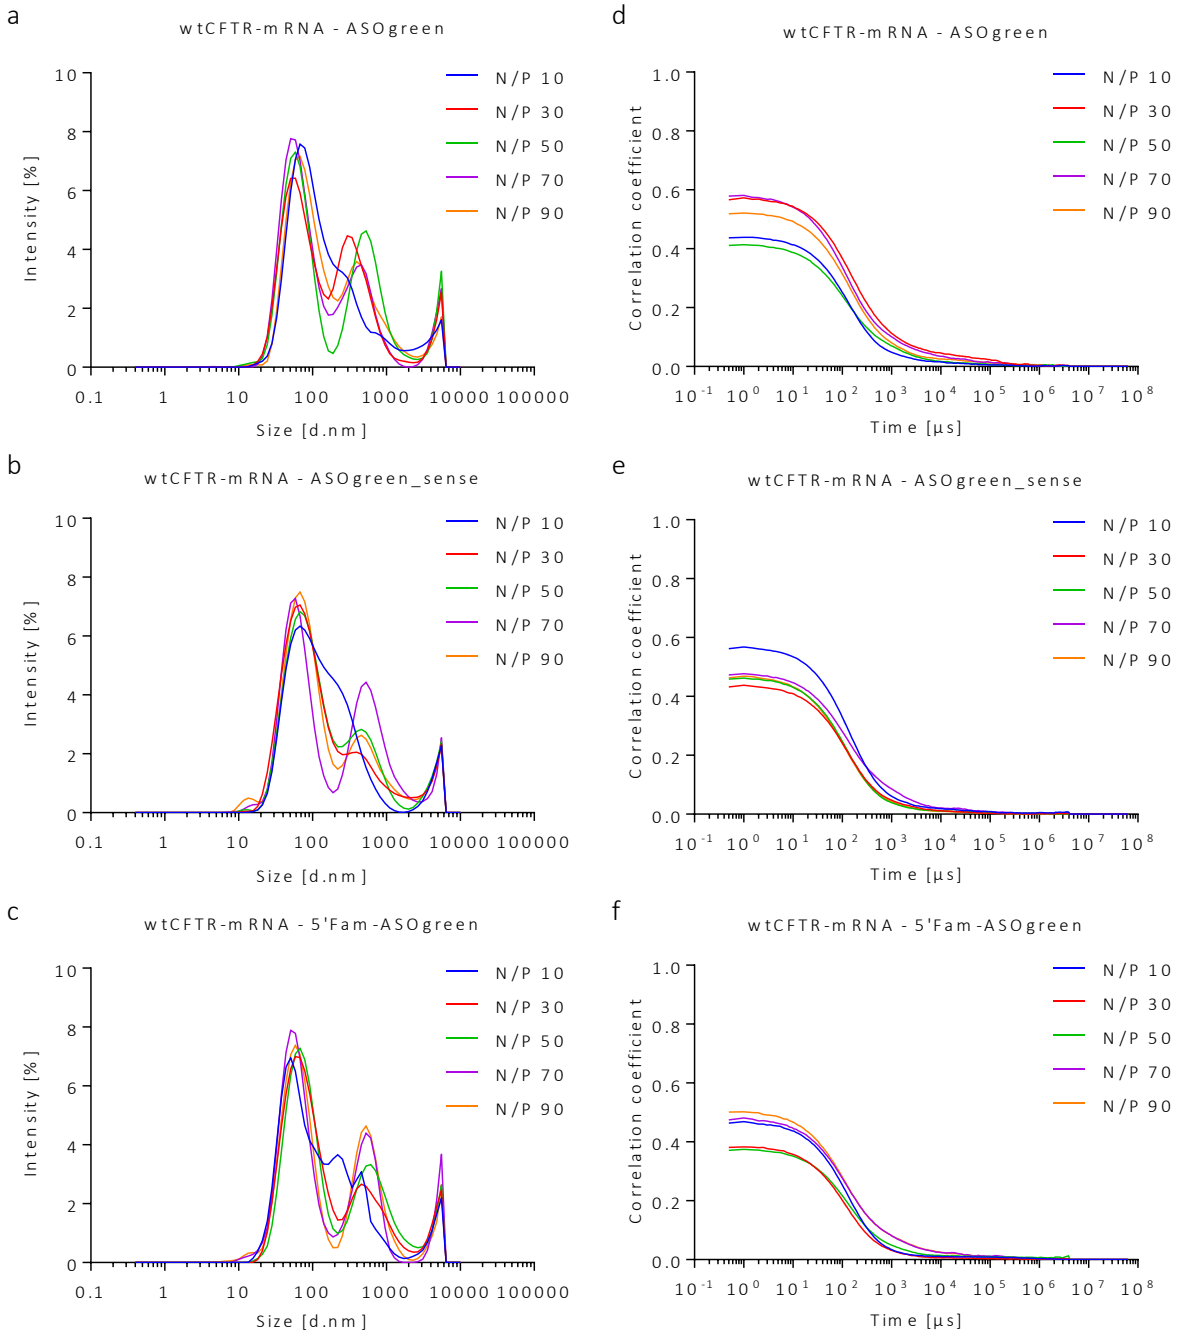 a
wtCFTR-mRNA - ASOgreen
Intensity [%]
10
8
6
4
2
0
0.1 1 10 100 1000 10000 100000
Size [d.nm]
N/P 10
N/P 30
N/P 50
N/P 70
N/P 90
d
wtCFTR-mRNA - ASOgreen
Correlation coefficient
1.0
0.8
0.6
0.4
0.2
0.0
10⁻¹ 10⁰ 10¹ 10² 10³ 10⁴ 10⁵ 10⁶ 10⁷ 10⁸
Time [µs]
N/P 10
N/P 30
N/P 50
N/P 70
N/P 90
b
wtCFTR-mRNA - ASOgreen_sense
Intensity [%]
10
8
6
4
2
0
0.1 1 10 100 1000 10000 100000
Size [d.nm]
N/P 10
N/P 30
N/P 50
N/P 70
N/P 90
e
wtCFTR-mRNA - ASOgreen_sense
Correlation coefficient
1.0
0.8
0.6
0.4
0.2
0.0
10⁻¹ 10⁰ 10¹ 10² 10³ 10⁴ 10⁵ 10⁶ 10⁷ 10⁸
Time [µs]
N/P 10
N/P 30
N/P 50
N/P 70
N/P 90
c
wtCFTR-mRNA - 5'Fam-ASOgreen
Intensity [%]
10
8
6
4
2
0
0.1 1 10 100 1000 10000 100000
Size [d.nm]
N/P 10
N/P 30
N/P 50
N/P 70
N/P 90
f
wtCFTR-mRNA - 5'Fam-ASOgreen
Correlation coefficient
1.0
0.8
0.6
0.4
0.2
0.0
10⁻¹ 10⁰ 10¹ 10² 10³ 10⁴ 10⁵ 10⁶ 10⁷ 10⁸
Time [µs]
N/P 10
N/P 30
N/P 50
N/P 70
N/P 90